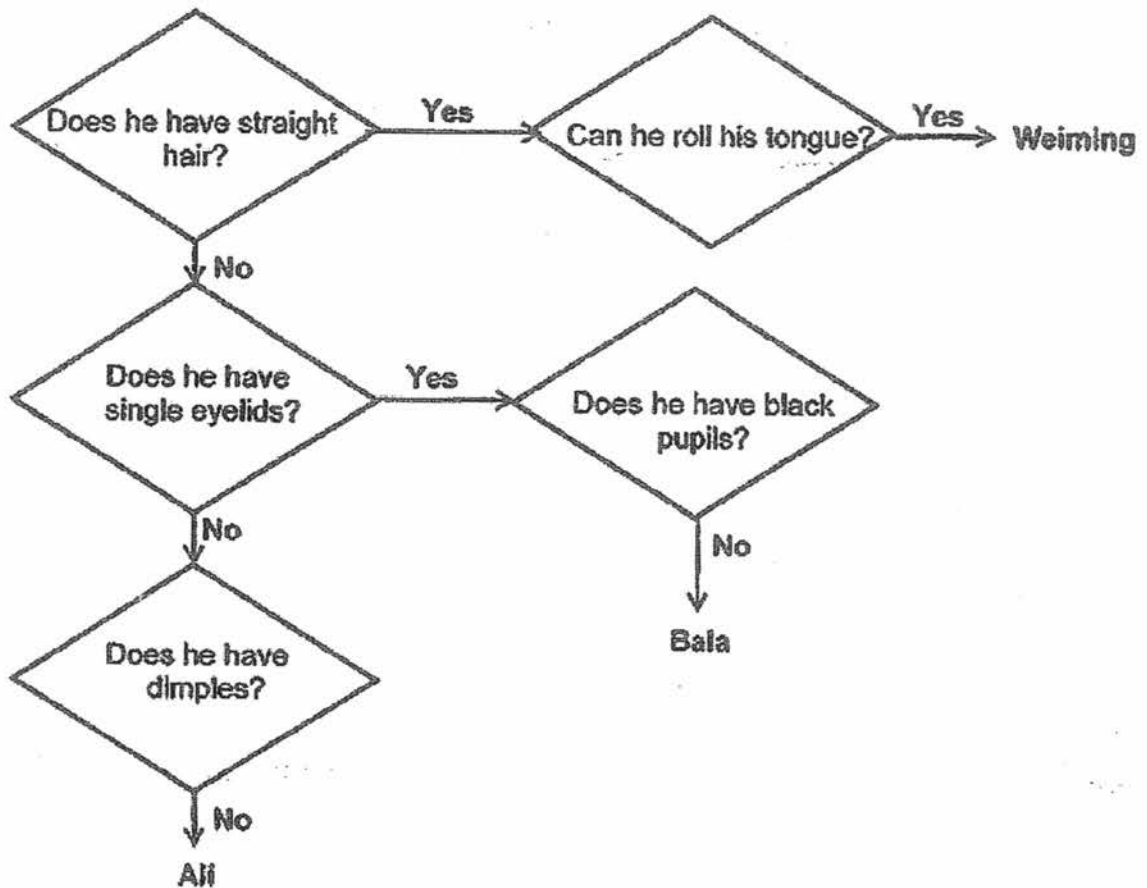 Does he have straight
hair?
Yes
Can he roll his tongue?
Yes
Weiming
No
Does he have
single eyelids?
Yes
Does he have black
pupils?
No
No
Bala
Does he have
dimples?
No
Ali